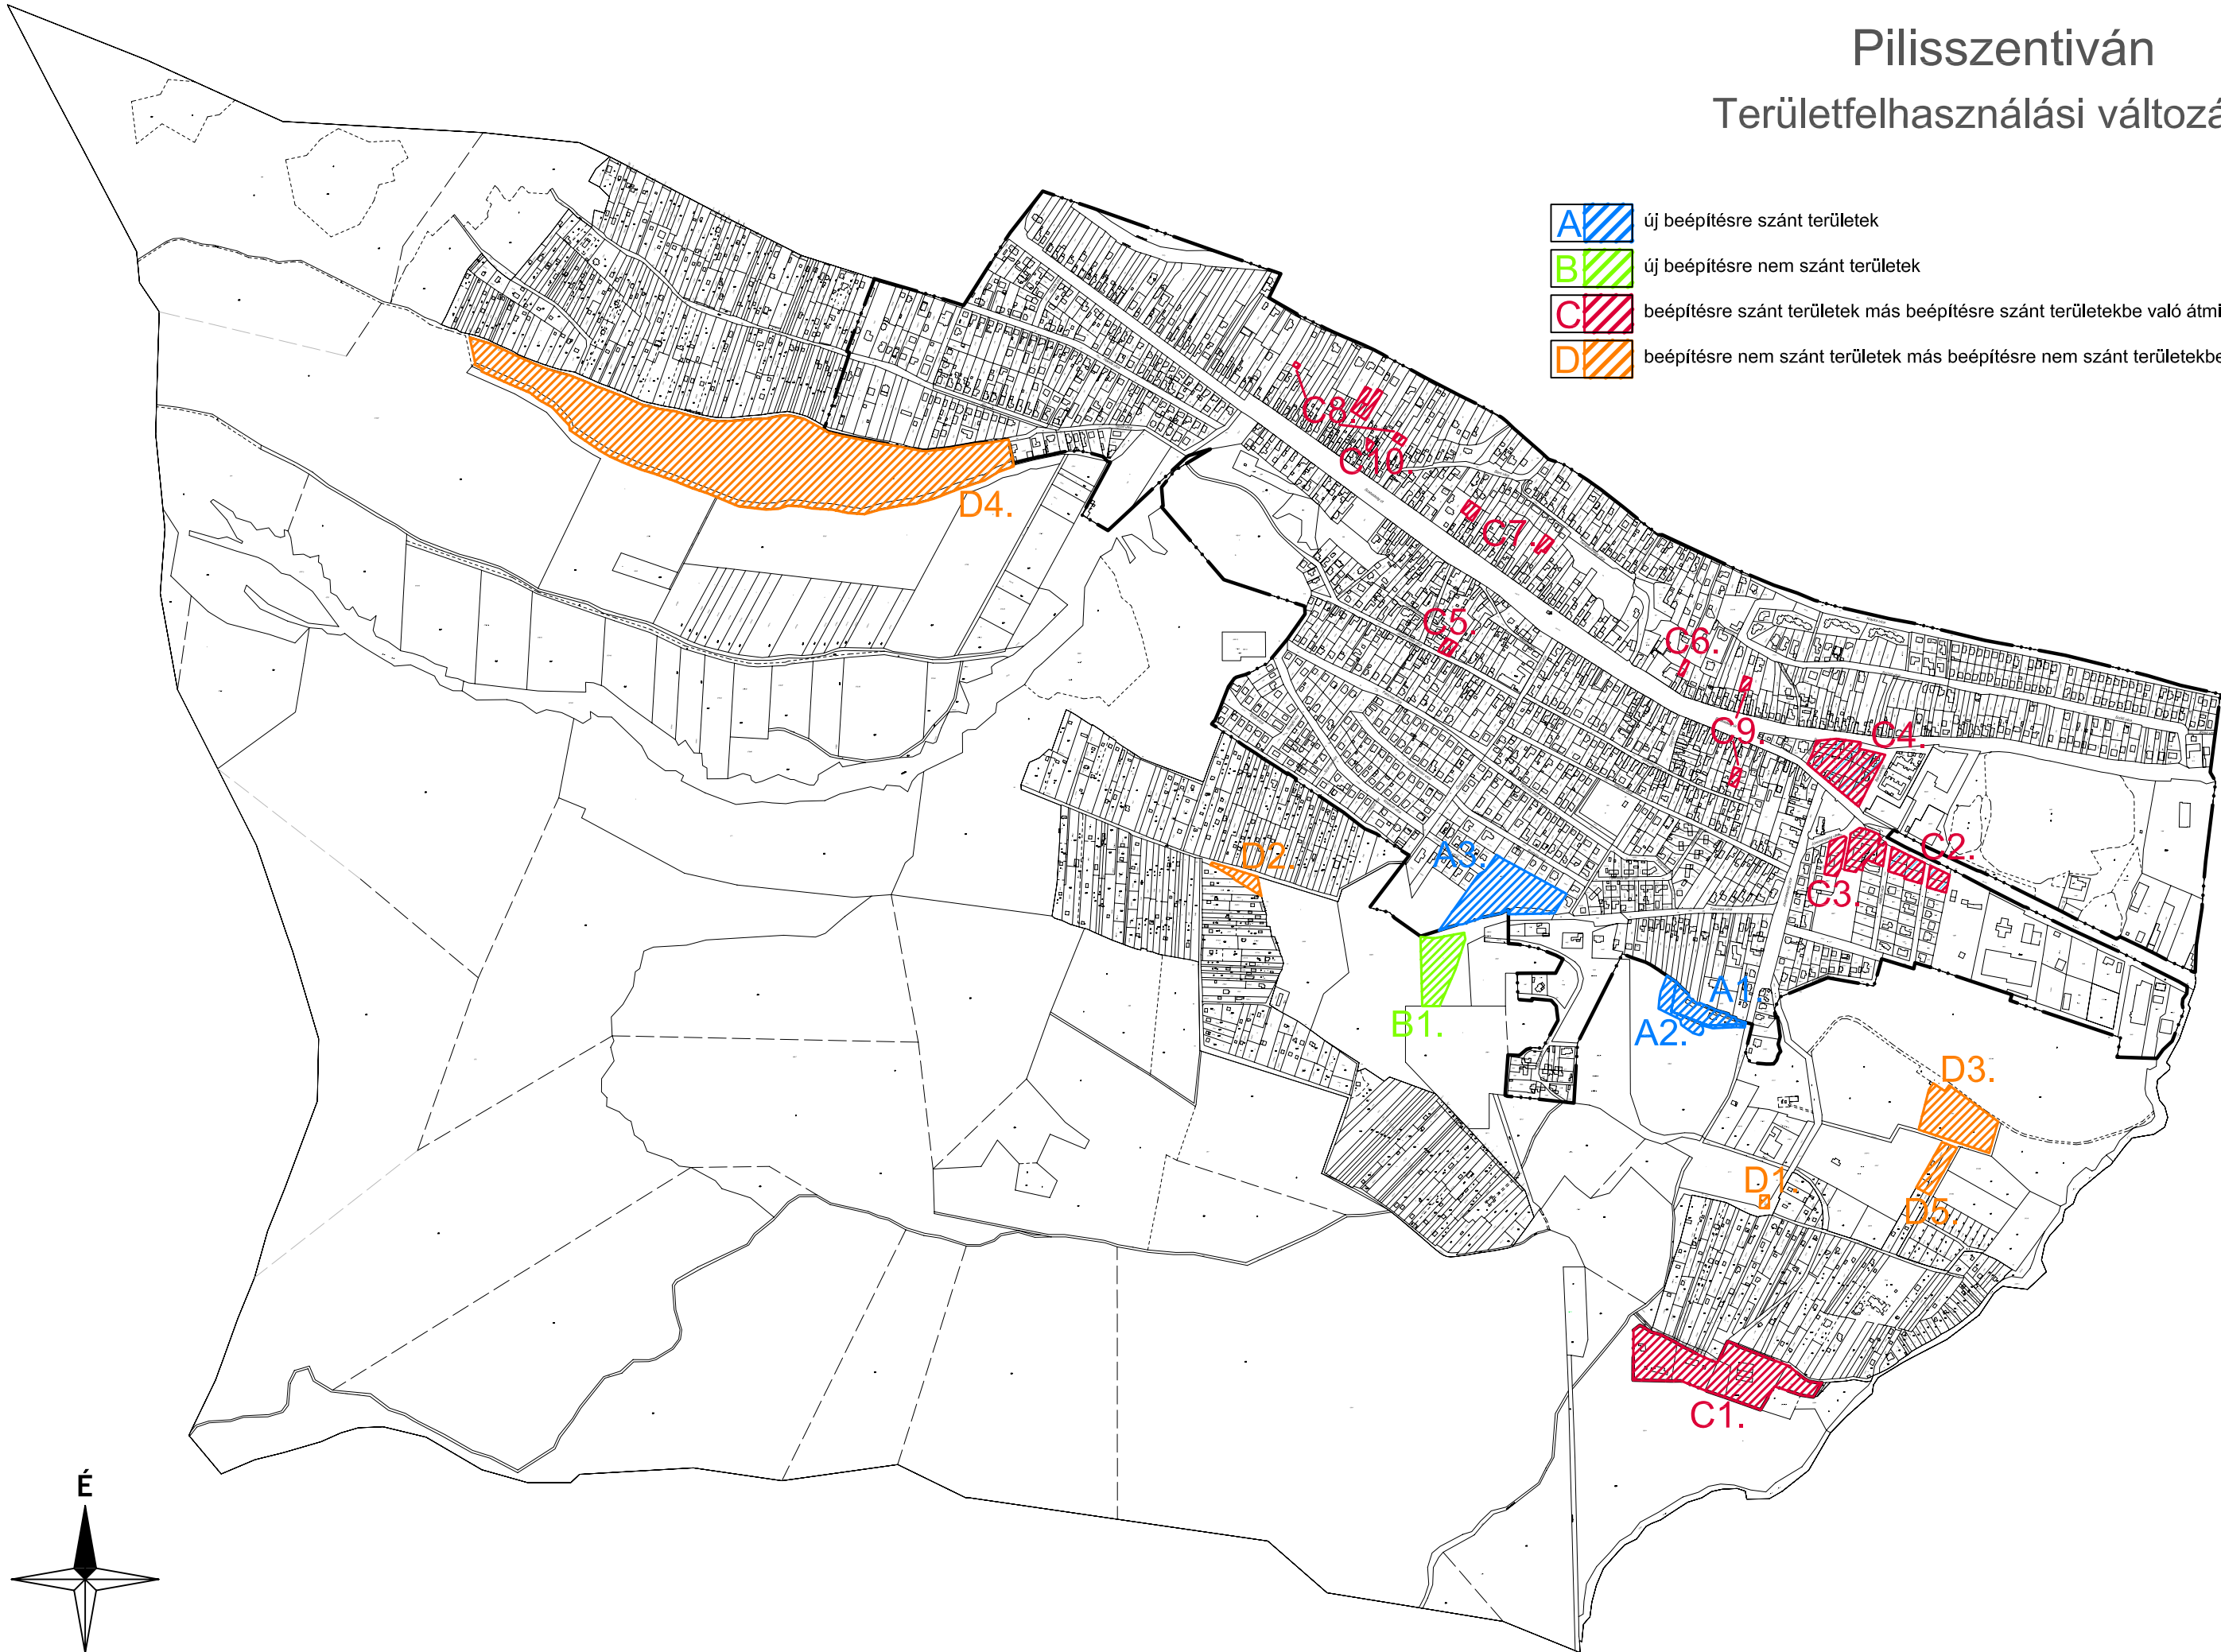 Pilisszentiván
Területfelhasználási változá
A új beépítésre szánt területek
B új beépítésre nem szánt területek
C beépítésre szánt területek más beépítésre szánt területekbe való átmi
D beépítésre nem szánt területek más beépítésre nem szánt területekbe
C8.
C10.
D4.
C7.
C5.
C6.
C9.
C4.
C2.
A3.
D2.
C3.
A1.
B1.
A2.
D3.
D1.
D5.
C1.
É